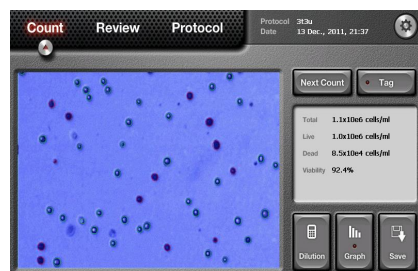 Count Review Protocol
Protocol 3t3u
Date 13 Dec., 2011, 21:37
Next Count Tag
Total 1.1x10e6 cells/ml
Live 1.0x10e6 cells/ml
Dead 8.5x10e4 cells/ml
Viability 92.4%
Dilution Graph Save